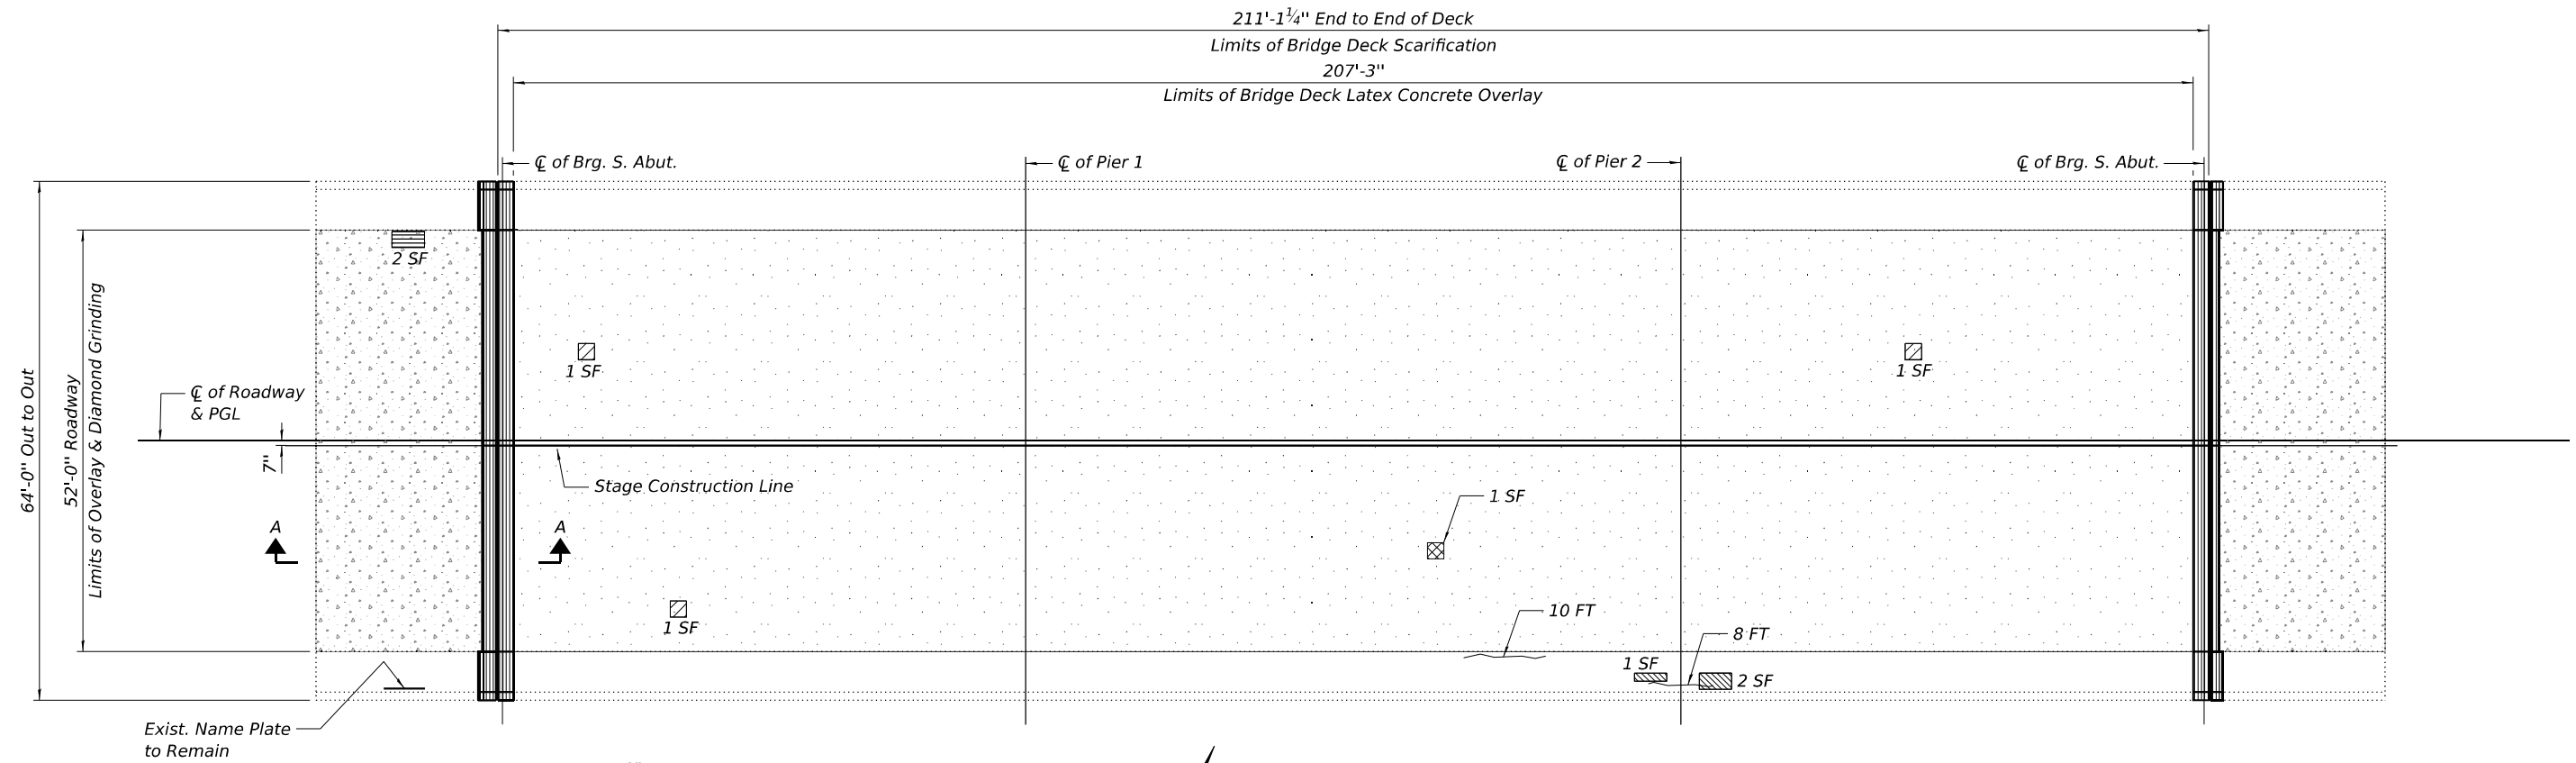 211'-1¼" End to End of Deck
Limits of Bridge Deck Scarification
207'-3"
Limits of Bridge Deck Latex Concrete Overlay
℄ of Brg. S. Abut.
℄ of Pier 1
℄ of Pier 2
℄ of Brg. S. Abut.
2 SF
64'-0" Out to Out
52'-0" Roadway
Limits of Overlay & Diamond Grinding
1 SF
1 SF
℄ of Roadway
& PGL
7"
Stage Construction Line
1 SF
A
A
10 FT
1 SF
8 FT
1 SF
2 SF
Exist. Name Plate
to Remain